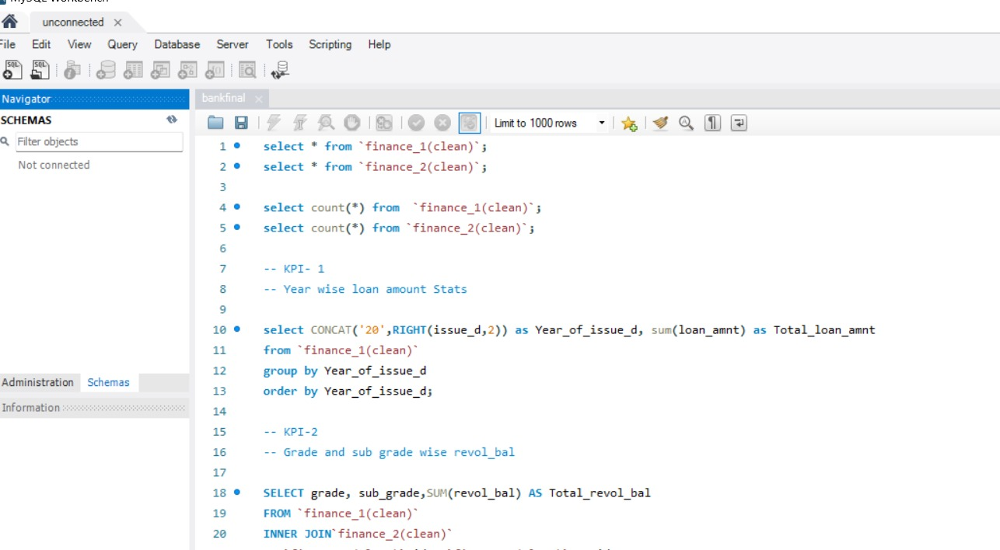 MySQL Workbench
unconnected
File Edit View Query Database Server Tools Scripting Help
Navigator
SCHEMAS
Filter objects
Not connected
Administration Schemas
Information
bankfinal
Limit to 1000 rows
1 select * from `finance_1(clean)`;
2 select * from `finance_2(clean)`;
3
4 select count(*) from  `finance_1(clean)`;
5 select count(*) from `finance_2(clean)`;
6
7 -- KPI- 1
8 -- Year wise loan amount Stats
9
10 select CONCAT('20',RIGHT(issue_d,2)) as Year_of_issue_d, sum(loan_amnt) as Total_loan_amnt
11 from `finance_1(clean)`
12 group by Year_of_issue_d
13 order by Year_of_issue_d;
14
15 -- KPI-2
16 -- Grade and sub grade wise revol_bal
17
18 SELECT grade, sub_grade,SUM(revol_bal) AS Total_revol_bal
19 FROM `finance_1(clean)`
20 INNER JOIN`finance_2(clean)`